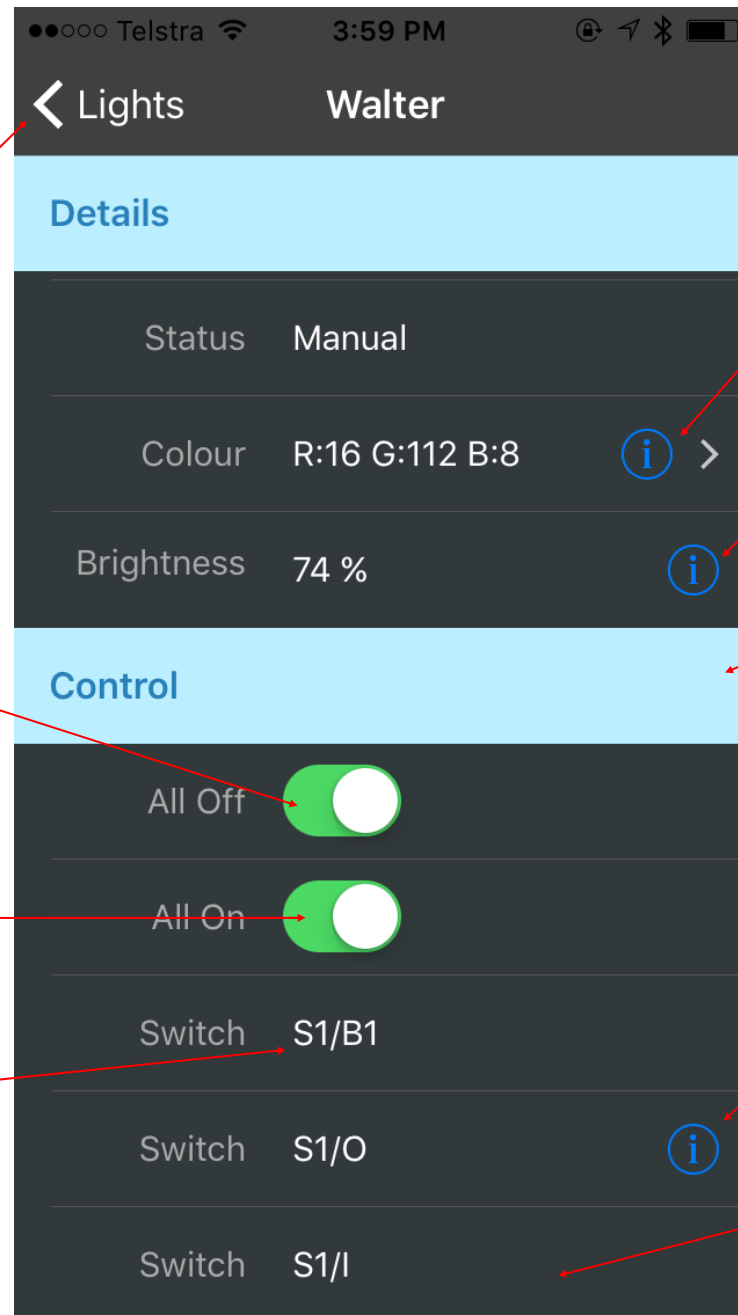 Telstra 3:59 PM
Lights Walter
Details
Status Manual
Colour R:16 G:112 B:8 i
Brightness 74 % i
Control
All Off
All On
Switch S1/B1
Switch S1/O i
Switch S1/I